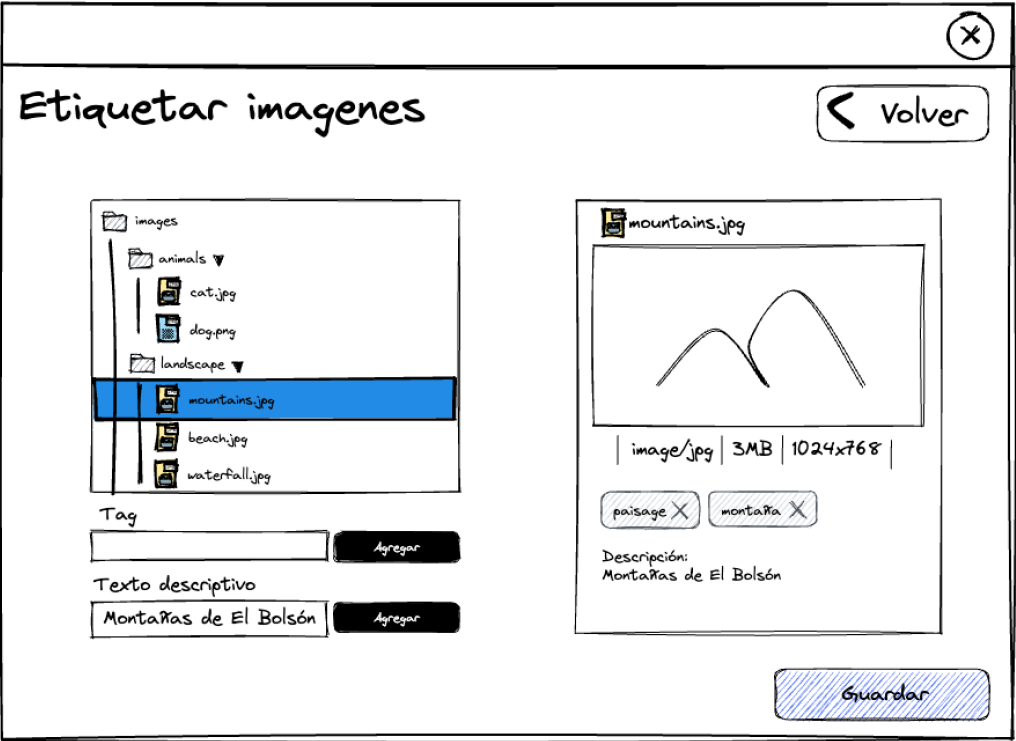 Etiquetar imagenes
Volver
images
animals
cat.jpg
dog.png
landscape
mountains.jpg
beach.jpg
waterfall.jpg
Tag
Agregar
Texto descriptivo
Montañas de El Bolsón
Agregar
mountains.jpg
image/jpg | 3MB | 1024x768
paisage X
montaña X
Descripción:
Montañas de El Bolsón
Guardar